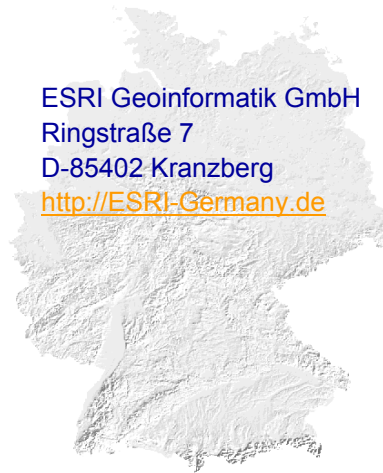 ESRI Geoinformatik GmbH
Ringstraße 7
D-85402 Kranzberg
http://ESRI-Germany.de